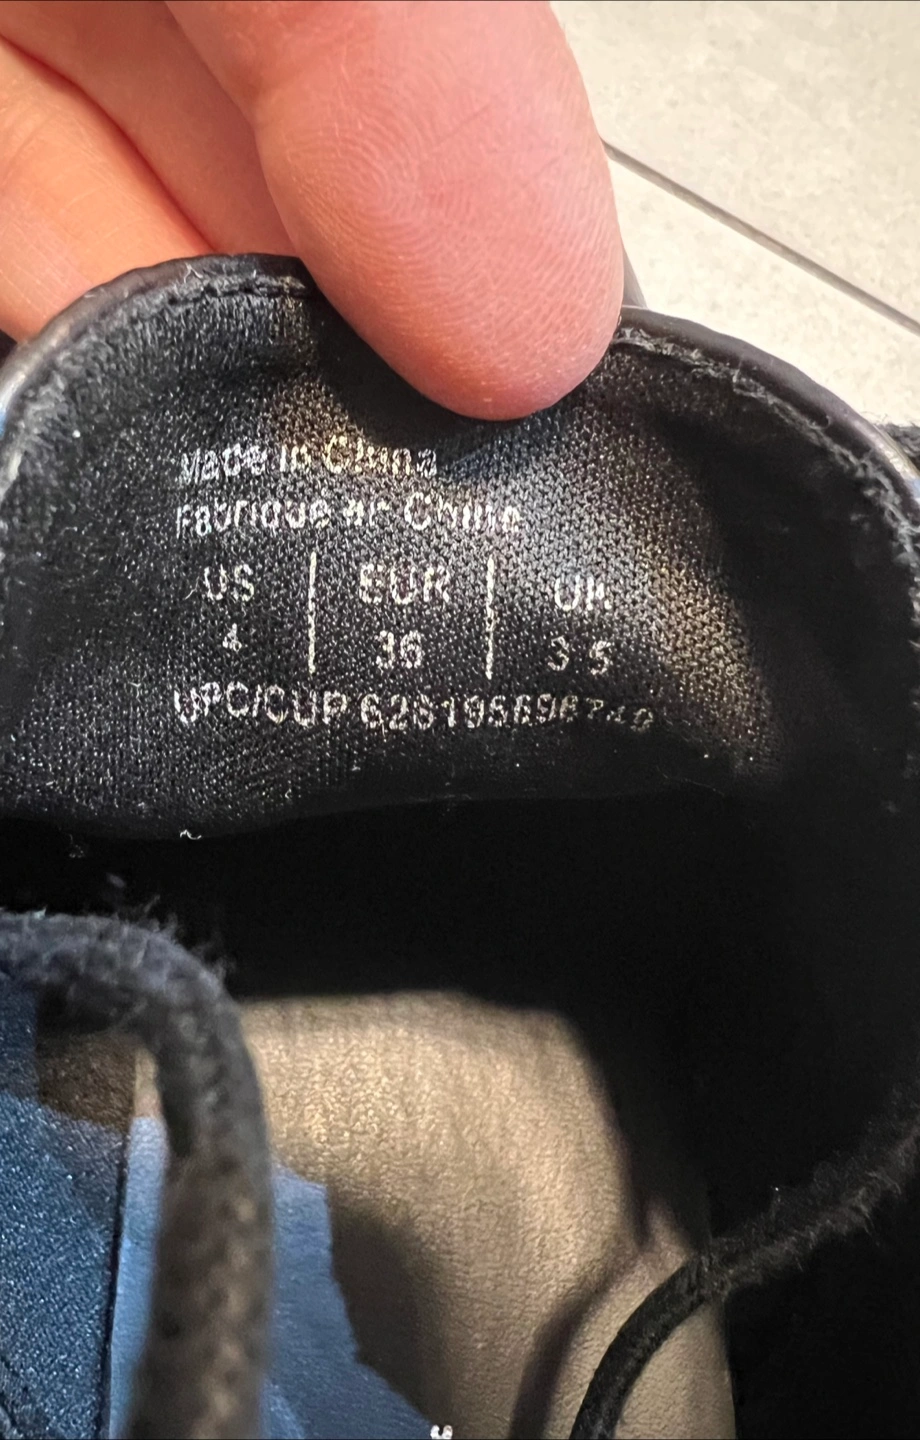 Made in China
Fabriqué en Chine
US | EUR | UK
4 | 36 | 3.5
UPC/CUP